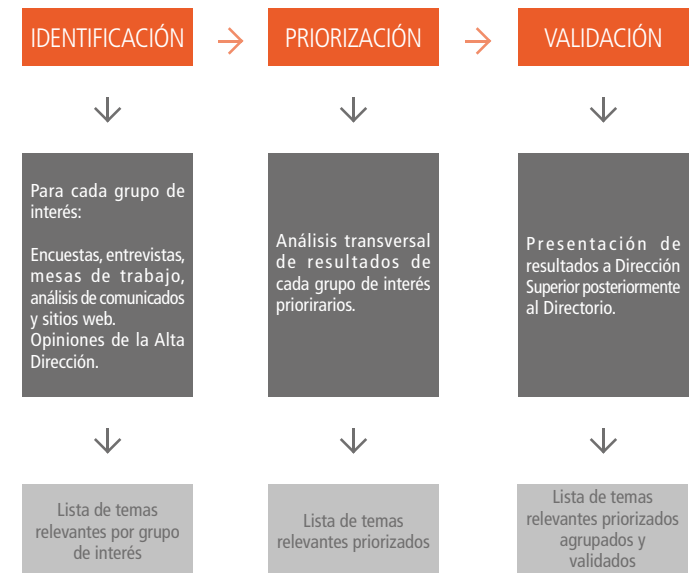 IDENTIFICACIÓN
PRIORIZACIÓN
VALIDACIÓN
Para cada grupo de
interés:
Encuestas, entrevistas,
mesas de trabajo,
análisis de comunicados
y sitios web.
Opiniones de la Alta
Dirección.
Análisis transversal
de resultados de
cada grupo de interés
priorirarios.
Presentación de
resultados a Dirección
Superior posteriormente
al Directorio.
Lista de temas
relevantes por grupo
de interés
Lista de temas
relevantes priorizados
Lista de temas
relevantes priorizados
agrupados y
validados